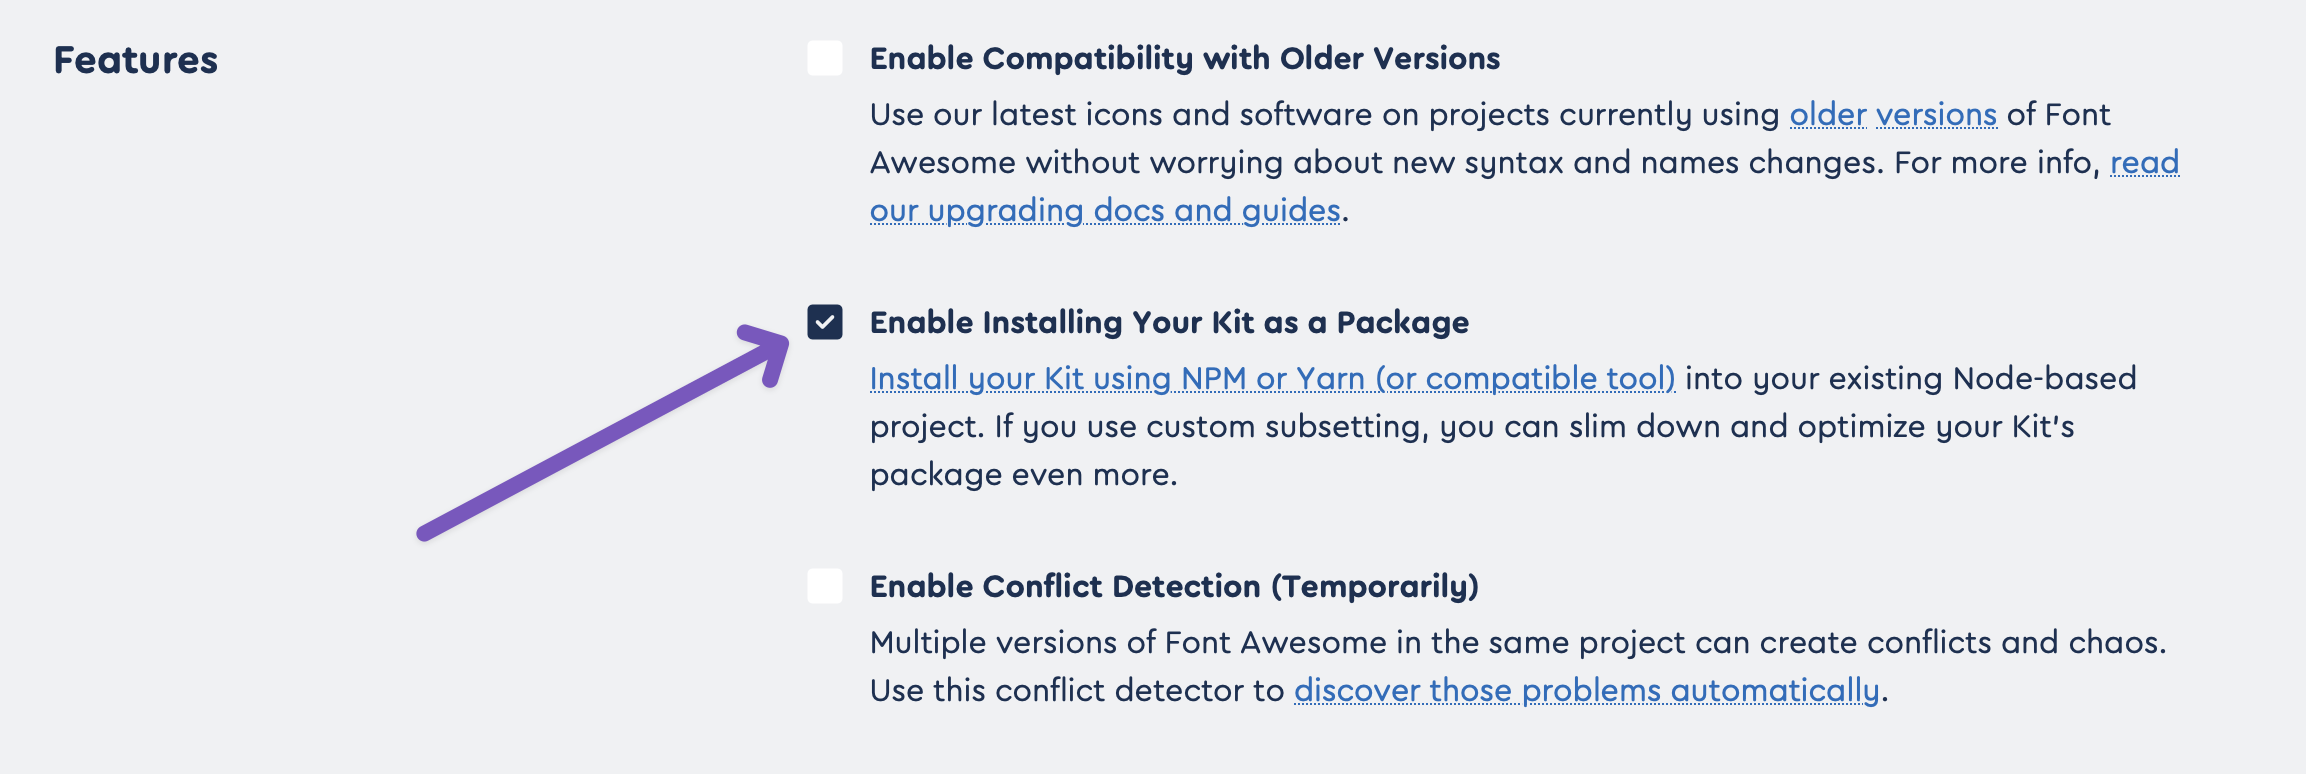 Features
Enable Compatibility with Older Versions
Use our latest icons and software on projects currently using older versions of Font
Awesome without worrying about new syntax and names changes. For more info, read
our upgrading docs and guides.
Enable Installing Your Kit as a Package
Install your Kit using NPM or Yarn (or compatible tool) into your existing Node-based
project. If you use custom subsetting, you can slim down and optimize your Kit's
package even more.
Enable Conflict Detection (Temporarily)
Multiple versions of Font Awesome in the same project can create conflicts and chaos.
Use this conflict detector to discover those problems automatically.